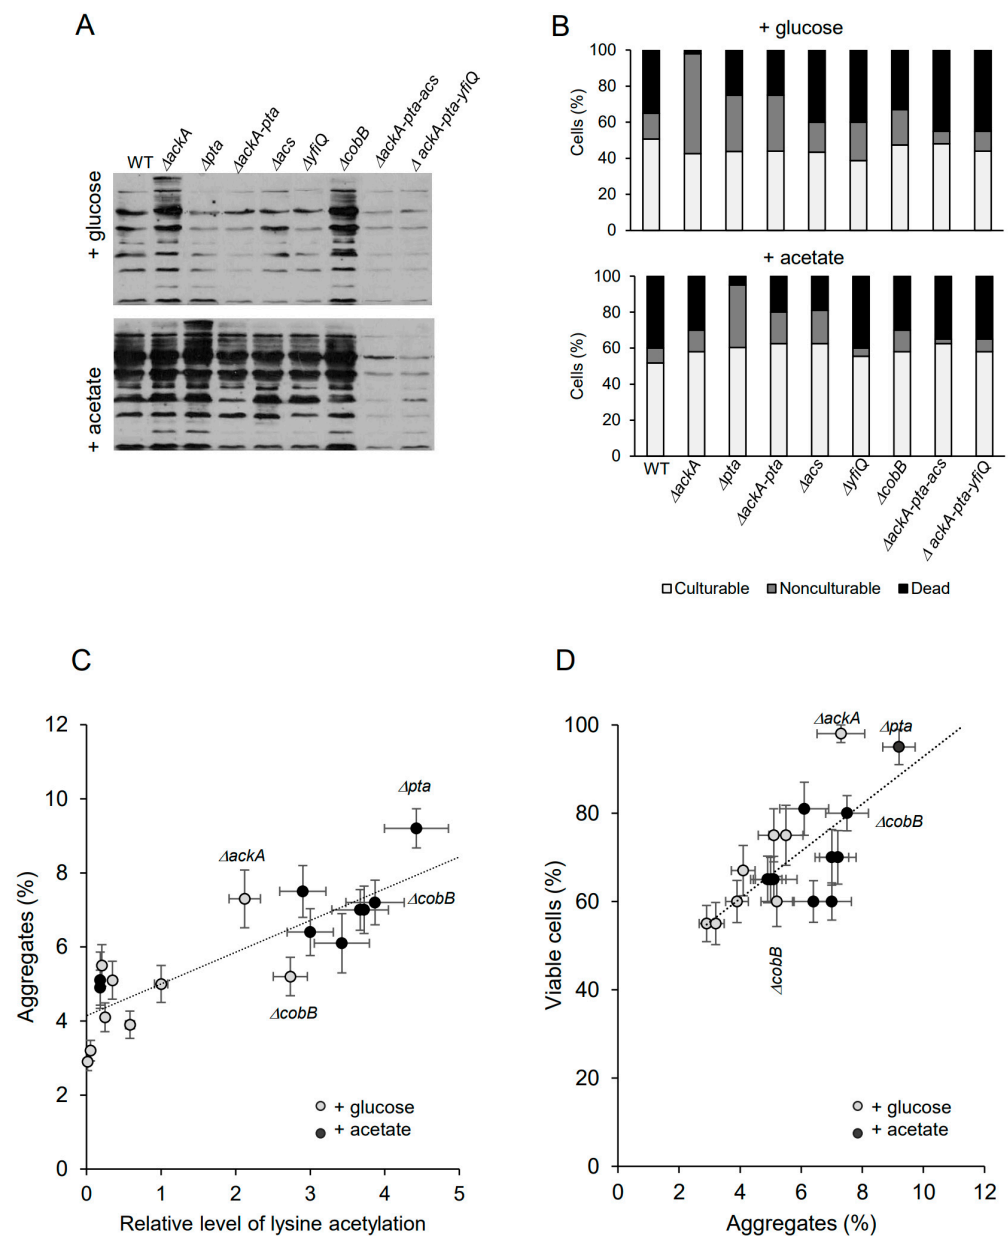 A
WT
ΔackA
Δpta
ΔackA-pta
Δacs
ΔyfiQ
ΔcobB
ΔackA-pta-acs
Δ ackA-pta-yfiQ
+ glucose
+ acetate
B
+ glucose
Cells (%)
100
80
60
40
20
0
+ acetate
Cells (%)
100
80
60
40
20
0
WT
ΔackA
Δpta
ΔackA-pta
Δacs
ΔyfiQ
ΔcobB
ΔackA-pta-acs
Δ ackA-pta-yfiQ
Culturable Nonculturable Dead
C
Aggregates (%)
12
10
8
6
4
2
0
Δpta
ΔackA
ΔcobB
ΔcobB
+ glucose
+ acetate
0 1 2 3 4 5
Relative level of lysine acetylation
D
Viable cells (%)
100
80
60
40
20
0
ΔackA
Δpta
ΔcobB
ΔcobB
+ glucose
+ acetate
0 2 4 6 8 10 12
Aggregates (%)